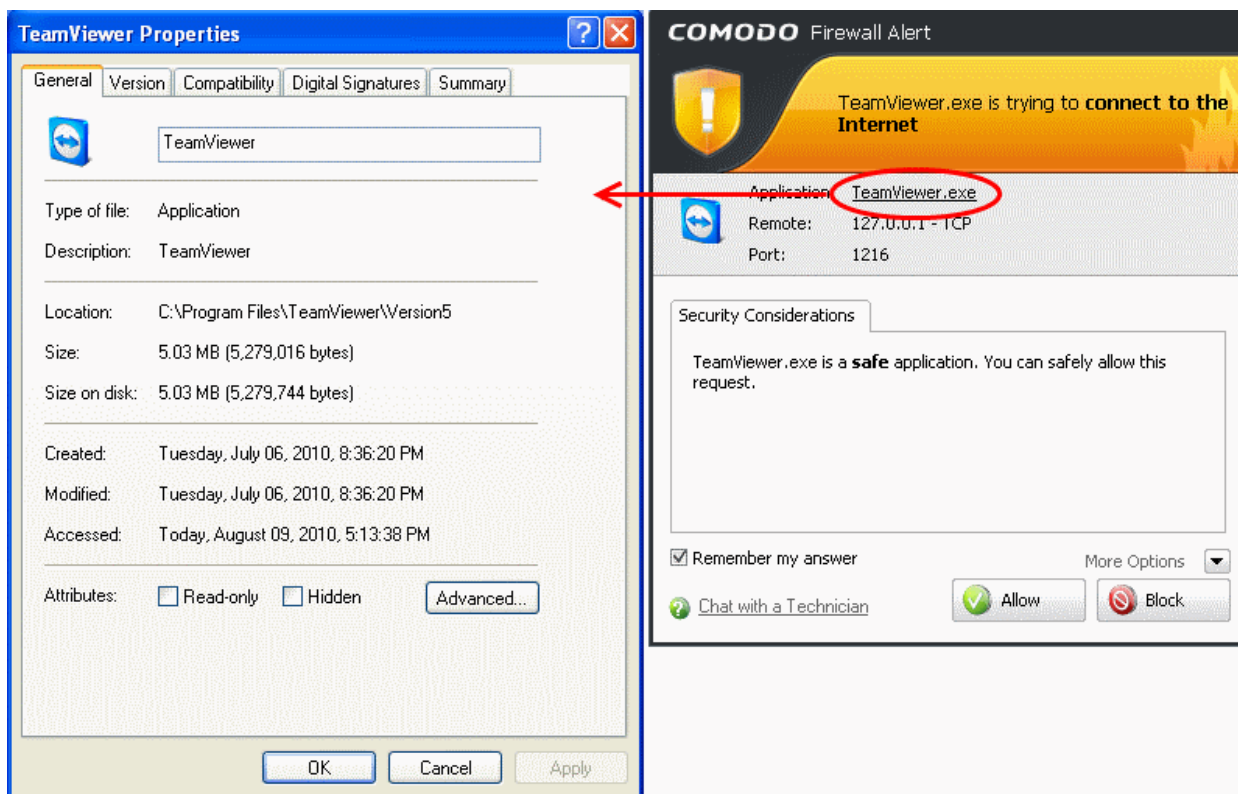 TeamViewer Properties
General Version Compatibility Digital Signatures Summary
TeamViewer
Type of file: Application
Description: TeamViewer
Location: C:\Program Files\TeamViewer\Version5
Size: 5.03 MB (5,279,016 bytes)
Size on disk: 5.03 MB (5,279,744 bytes)
Created: Tuesday, July 06, 2010, 8:36:20 PM
Modified: Tuesday, July 06, 2010, 8:36:20 PM
Accessed: Today, August 09, 2010, 5:13:38 PM
Attributes: Read-only Hidden Advanced...
OK Cancel Apply
COMODO Firewall Alert
TeamViewer.exe is trying to connect to the
Internet
Application TeamViewer.exe
Remote: 127.0.0.1 - TCP
Port: 1216
Security Considerations
TeamViewer.exe is a safe application. You can safely allow this
request.
Remember my answer
More Options
Chat with a Technician
Allow Block